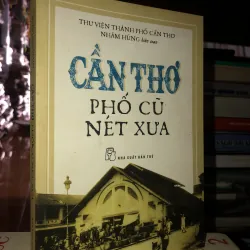 THƯ VIỆN THÀNH PHỐ CẦN THƠ
NHÂM HÙNG biên soạn
CẦN THƠ
PHỐ CŨ
NÉT XƯA
NHÀ XUẤT BẢN TRẺ